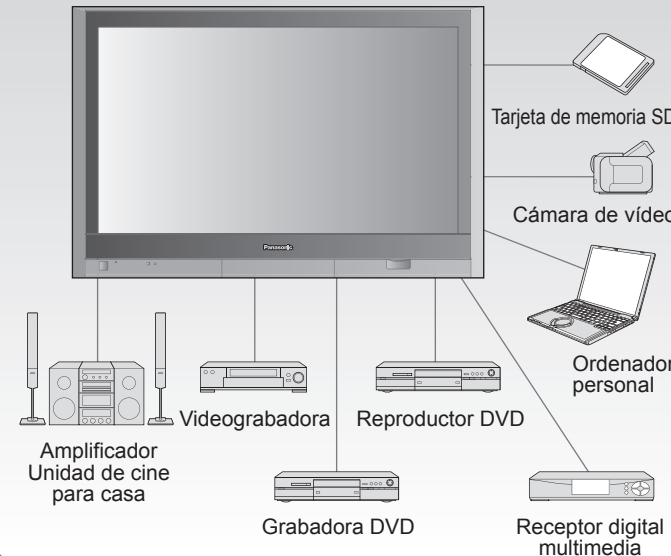 Tarjeta de memoria SD
Cámara de víde
Panasonic
Ordenador
personal
Videograbadora
Reproductor DVD
Amplificador
Unidad de cine
para casa
Grabadora DVD
Receptor digital
multimedia